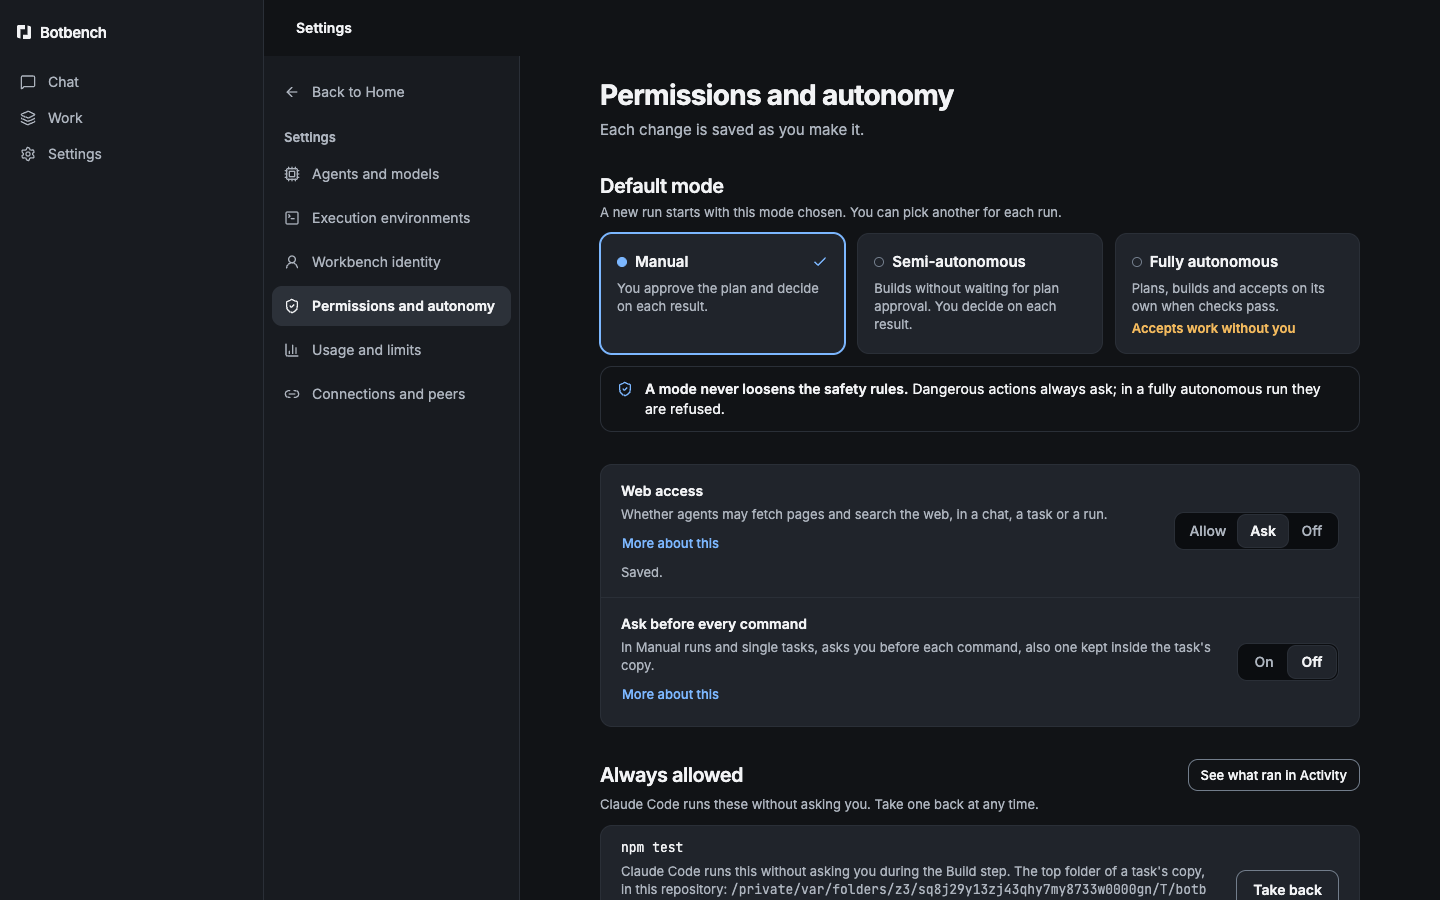 Botbench
Chat
Work
Settings
Settings
Back to Home
Settings
Agents and models
Execution environments
Workbench identity
Permissions and autonomy
Usage and limits
Connections and peers
Permissions and autonomy
Each change is saved as you make it.
Default mode
A new run starts with this mode chosen. You can pick another for each run.
Manual
You approve the plan and decide
on each result.
Semi-autonomous
Builds without waiting for plan
approval. You decide on each
result.
Fully autonomous
Plans, builds and accepts on its
own when checks pass.
Accepts work without you
A mode never loosens the safety rules. Dangerous actions always ask; in a fully autonomous run they
are refused.
Web access
Whether agents may fetch pages and search the web, in a chat, a task or a run.
More about this
Saved.
Allow Ask Off
Ask before every command
In Manual runs and single tasks, asks you before each command, also one kept inside the task's
copy.
More about this
On Off
Always allowed
See what ran in Activity
Claude Code runs these without asking you. Take one back at any time.
npm test
Claude Code runs this without asking you during the Build step. The top folder of a task's copy,
in this repository: /private/var/folders/z3/sq8j29y13zj43qhy7my8733w0000gn/T/botb
Take back